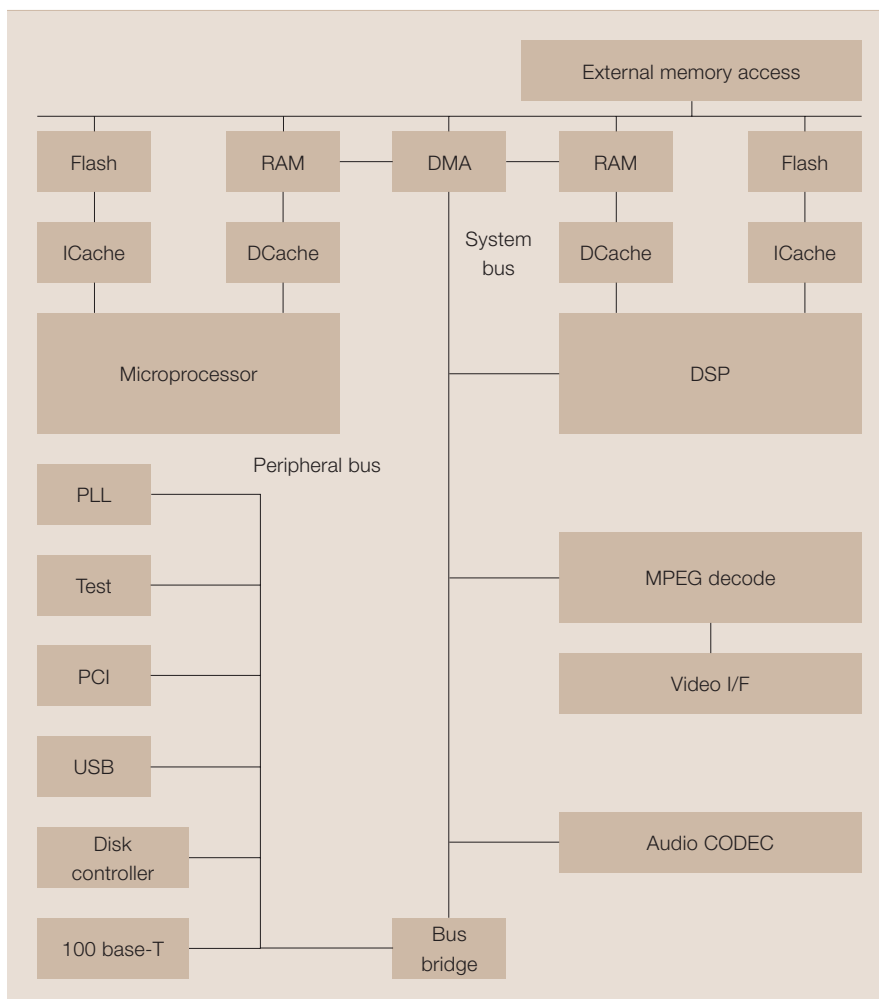 External memory access
Flash
RAM
DMA
RAM
Flash
ICache
DCache
System
bus
DCache
ICache
Microprocessor
DSP
Peripheral bus
PLL
Test
MPEG decode
PCI
Video I/F
USB
Disk
controller
Audio CODEC
100 base-T
Bus
bridge